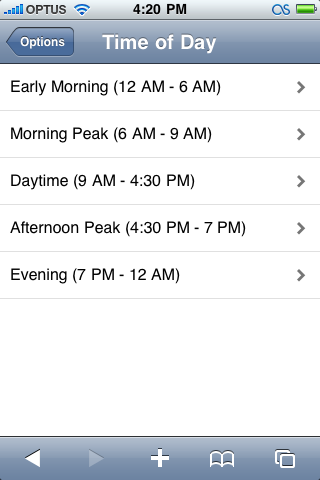 OPTUS 4:20 PM
Options Time of Day
Early Morning (12 AM - 6 AM)
Morning Peak (6 AM - 9 AM)
Daytime (9 AM - 4:30 PM)
Afternoon Peak (4:30 PM - 7 PM)
Evening (7 PM - 12 AM)